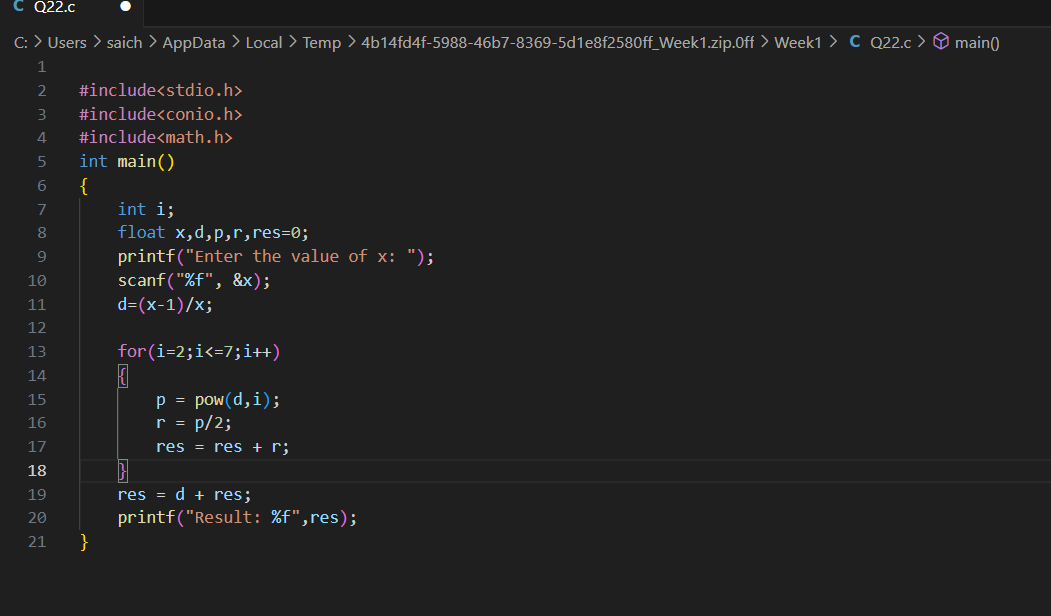 C Q22.c ●
C: > Users > saich > AppData > Local > Temp > 4b14fd4f-5988-46b7-8369-5d1e8f2580ff_Week1.zip.0ff > Week1 > C Q22.c > main()
1
2 #include<stdio.h>
3 #include<conio.h>
4 #include<math.h>
5 int main()
6 {
7     int i;
8     float x,d,p,r,res=0;
9     printf("Enter the value of x: ");
10     scanf("%f", &x);
11     d=(x-1)/x;
12
13     for(i=2;i<=7;i++)
14     {
15         p = pow(d,i);
16         r = p/2;
17         res = res + r;
18     }
19     res = d + res;
20     printf("Result: %f",res);
21 }